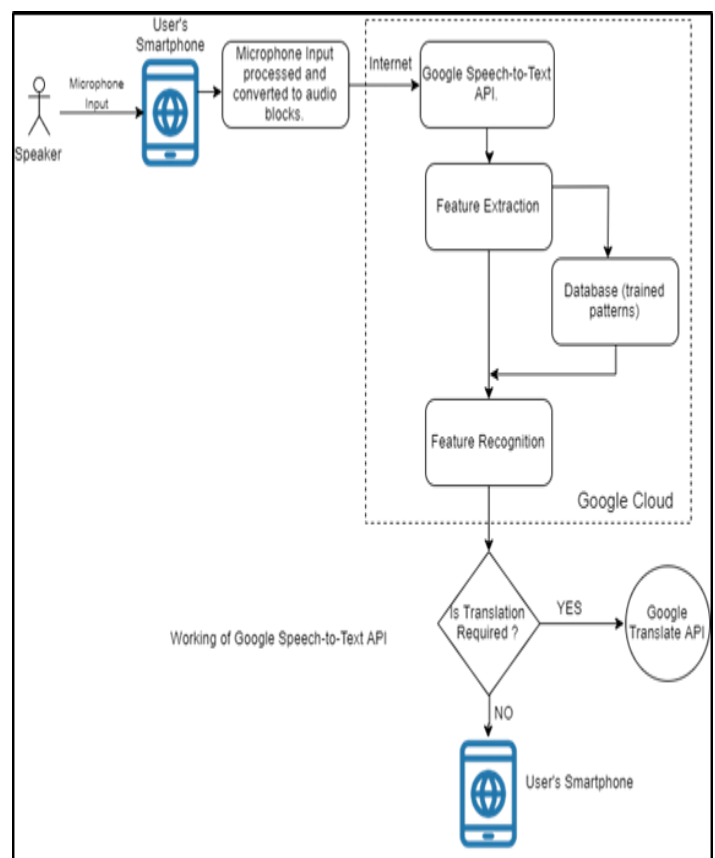 User's
Smartphone
Microphone
Input
Speaker
Microphone Input
processed and
converted to audio
blocks.
Internet
Google Speech-to-Text
API.
Feature Extraction
Database (trained
patterns)
Feature Recognition
Google Cloud
Is Translation
Required ?
YES
Google
Translate API
Working of Google Speech-to-Text API
NO
User's Smartphone